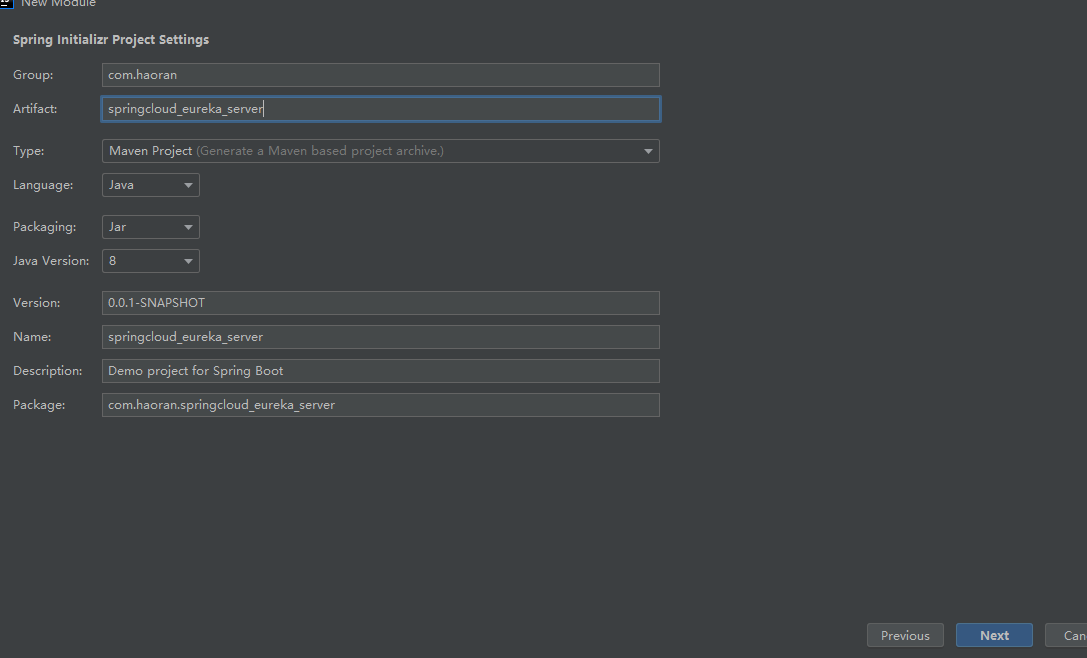 New Module
Spring Initializr Project Settings
Group: com.haoran
Artifact: springcloud_eureka_server
Type: Maven Project (Generate a Maven based project archive.)
Language: Java
Packaging: Jar
Java Version: 8
Version: 0.0.1-SNAPSHOT
Name: springcloud_eureka_server
Description: Demo project for Spring Boot
Package: com.haoran.springcloud_eureka_server
Previous Next Can